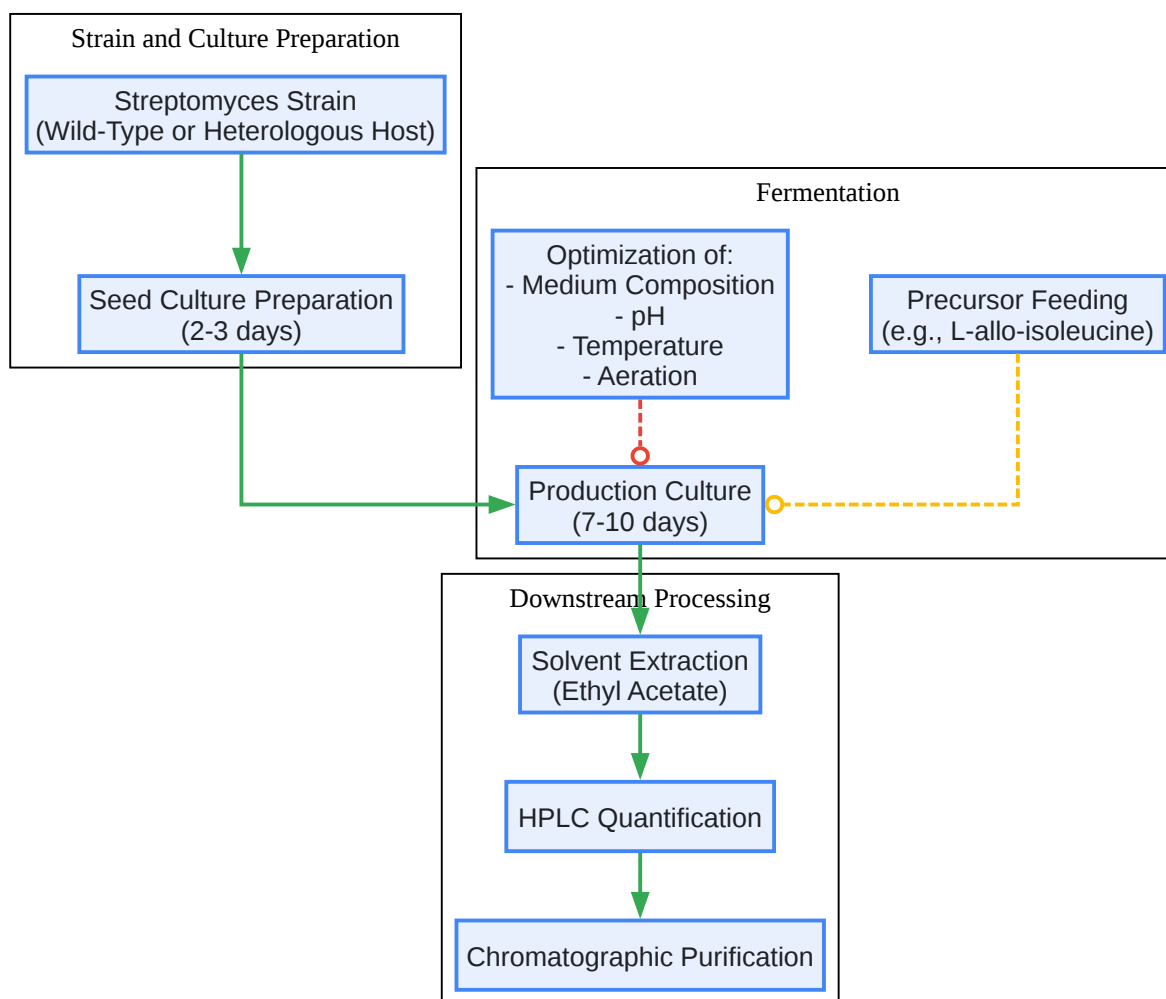 Strain and Culture Preparation
Streptomyces Strain
(Wild-Type or Heterologous Host)
Seed Culture Preparation
(2-3 days)
Fermentation
Optimization of:
- Medium Composition
- pH
- Temperature
- Aeration
Precursor Feeding
(e.g., L-allo-isoleucine)
Production Culture
(7-10 days)
Downstream Processing
Solvent Extraction
(Ethyl Acetate)
HPLC Quantification
Chromatographic Purification